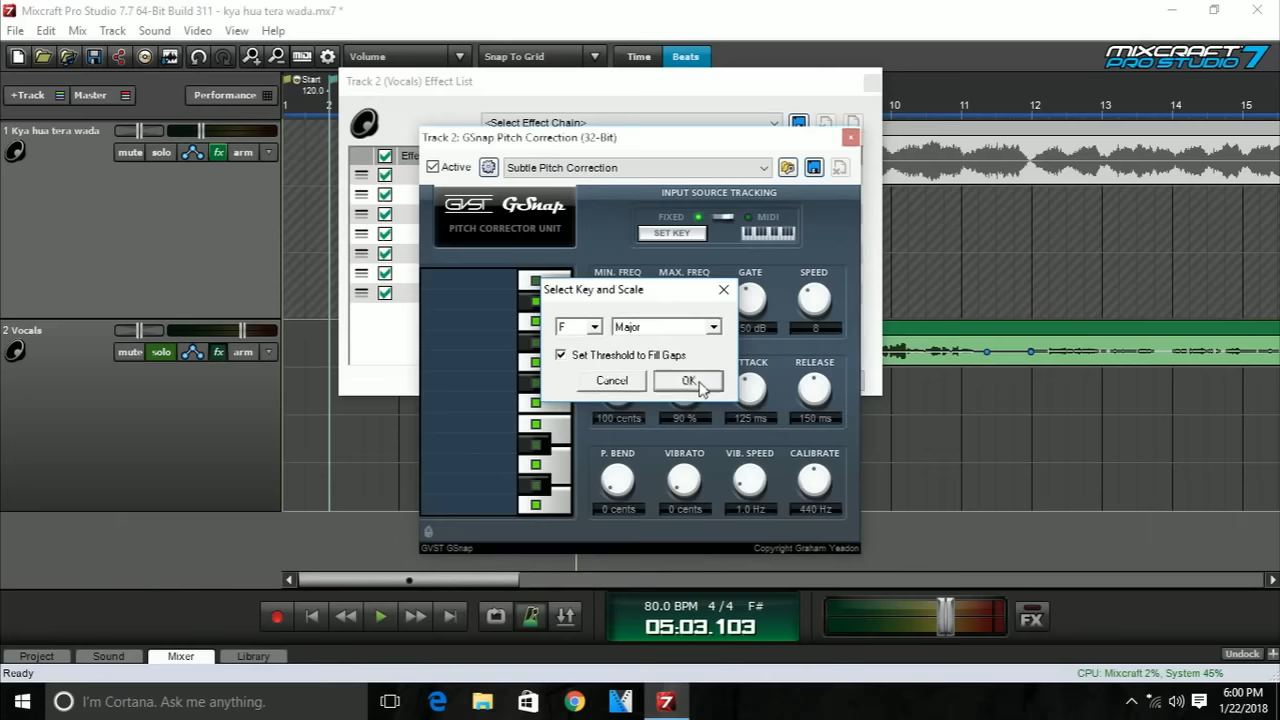 Mixcraft Pro Studio 7.7 64-Bit Build 311 - kya hua tera wada.mx7 *
File Edit Mix Track Sound Video View Help
Volume Snap To Grid Time Beats MIXCRAFT PRO STUDIO 7
+Track Master Performance
Start
120.0
1 2 10 11 12 13 14 15
Track 2 (Vocals) Effect List
<Select Effect Chain>
1 Kya hua tera wada
mute solo fx arm
Track 2: GSnap Pitch Correction (32-Bit)
Active Subtle Pitch Correction
GVST GSnap
PITCH CORRECTOR UNIT
INPUT SOURCE TRACKING
FIXED MIDI
SET KEY
MIN. FREQ MAX. FREQ GATE SPEED
8
Select Key and Scale
F Major
Set Threshold to Fill Gaps
Cancel OK
2 Vocals
mute solo fx arm
RELEASE
100 cents 90 % 125 ms 150 ms
P. BEND VIBRATO VIB. SPEED CALIBRATE
0 cents 0 cents 1.0 Hz 440 Hz
GVST GSnap Copyright Graham Yeadon
80.0 BPM 4 / 4 F#
05:03.103
FX
Project Sound Mixer Library Undock
Ready CPU: Mixcraft 2%, System 45%
I'm Cortana. Ask me anything.
6:00 PM
1/22/2018